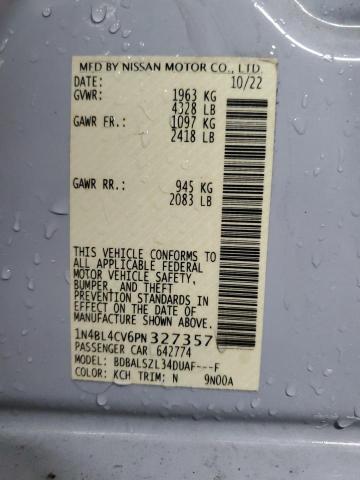 MFD BY NISSAN MOTOR CO., LTD.
DATE: 10/22
GVWR: 1963 KG
4328 LB
GAWR FR.: 1097 KG
2418 LB
GAWR RR.: 945 KG
2083 LB
THIS VEHICLE CONFORMS TO
ALL APPLICABLE FEDERAL
MOTOR VEHICLE SAFETY,
BUMPER, AND THEFT
PREVENTION STANDARDS IN
EFFECT ON THE DATE OF
MANUFACTURE SHOWN ABOVE.
1N4BL4CV6PN327357
PASSENGER CAR 642774
MODEL: BDBALSZL34DUAF---F
COLOR: KCH TRIM: N 9N00A